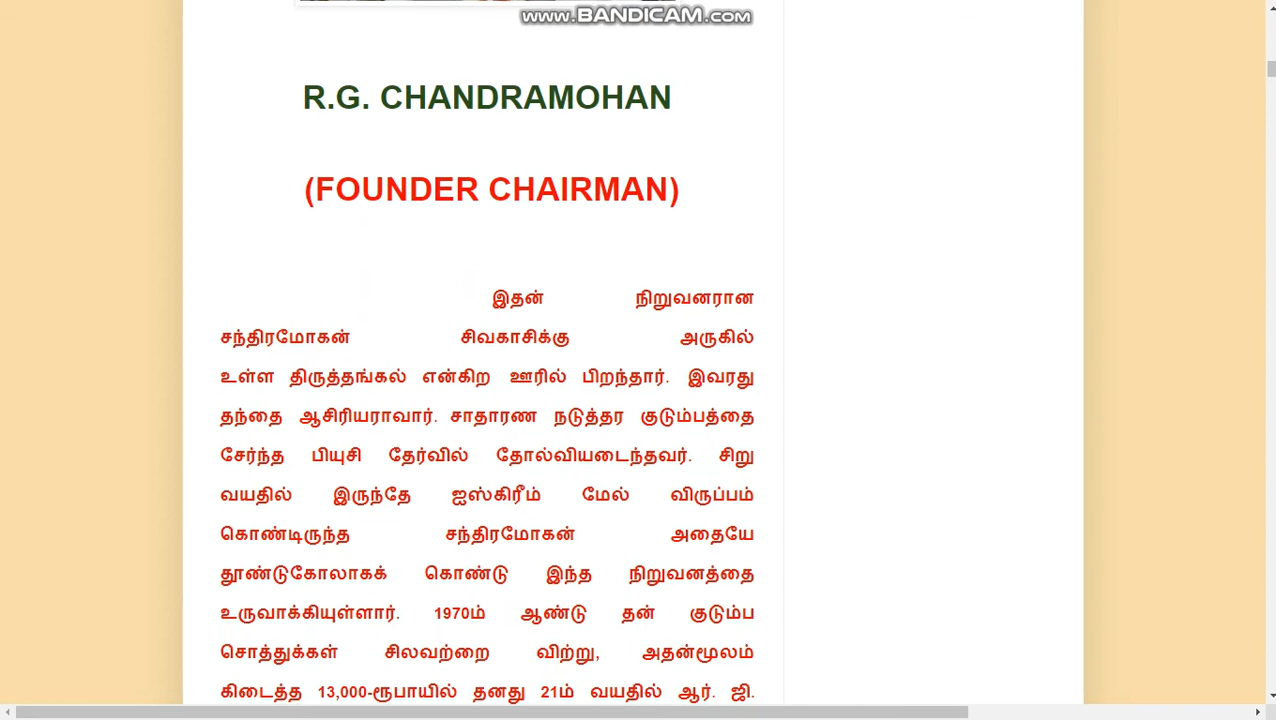 www.BANDICAM.com
R.G. CHANDRAMOHAN
(FOUNDER CHAIRMAN)
இதன் நிறுவனரான
சந்திரமோகன் சிவகாசிக்கு அருகில்
உள்ள திருத்தங்கல் என்கிற ஊரில் பிறந்தார். இவரது
தந்தை ஆசிரியராவார். சாதாரண நடுத்தர குடும்பத்தை
சேர்ந்த பியுசி தேர்வில் தோல்வியடைந்தவர். சிறு
வயதில் இருந்தே ஐஸ்கிரீம் மேல் விருப்பம்
கொண்டிருந்த சந்திரமோகன் அதையே
தூண்டுகோலாகக் கொண்டு இந்த நிறுவனத்தை
உருவாக்கியுள்ளார். 1970ம் ஆண்டு தன் குடும்ப
சொத்துக்கள் சிலவற்றை விற்று, அதன்மூலம்
கிடைத்த 13,000-ரூபாயில் தனது 21ம் வயதில் ஆர். ஜி.